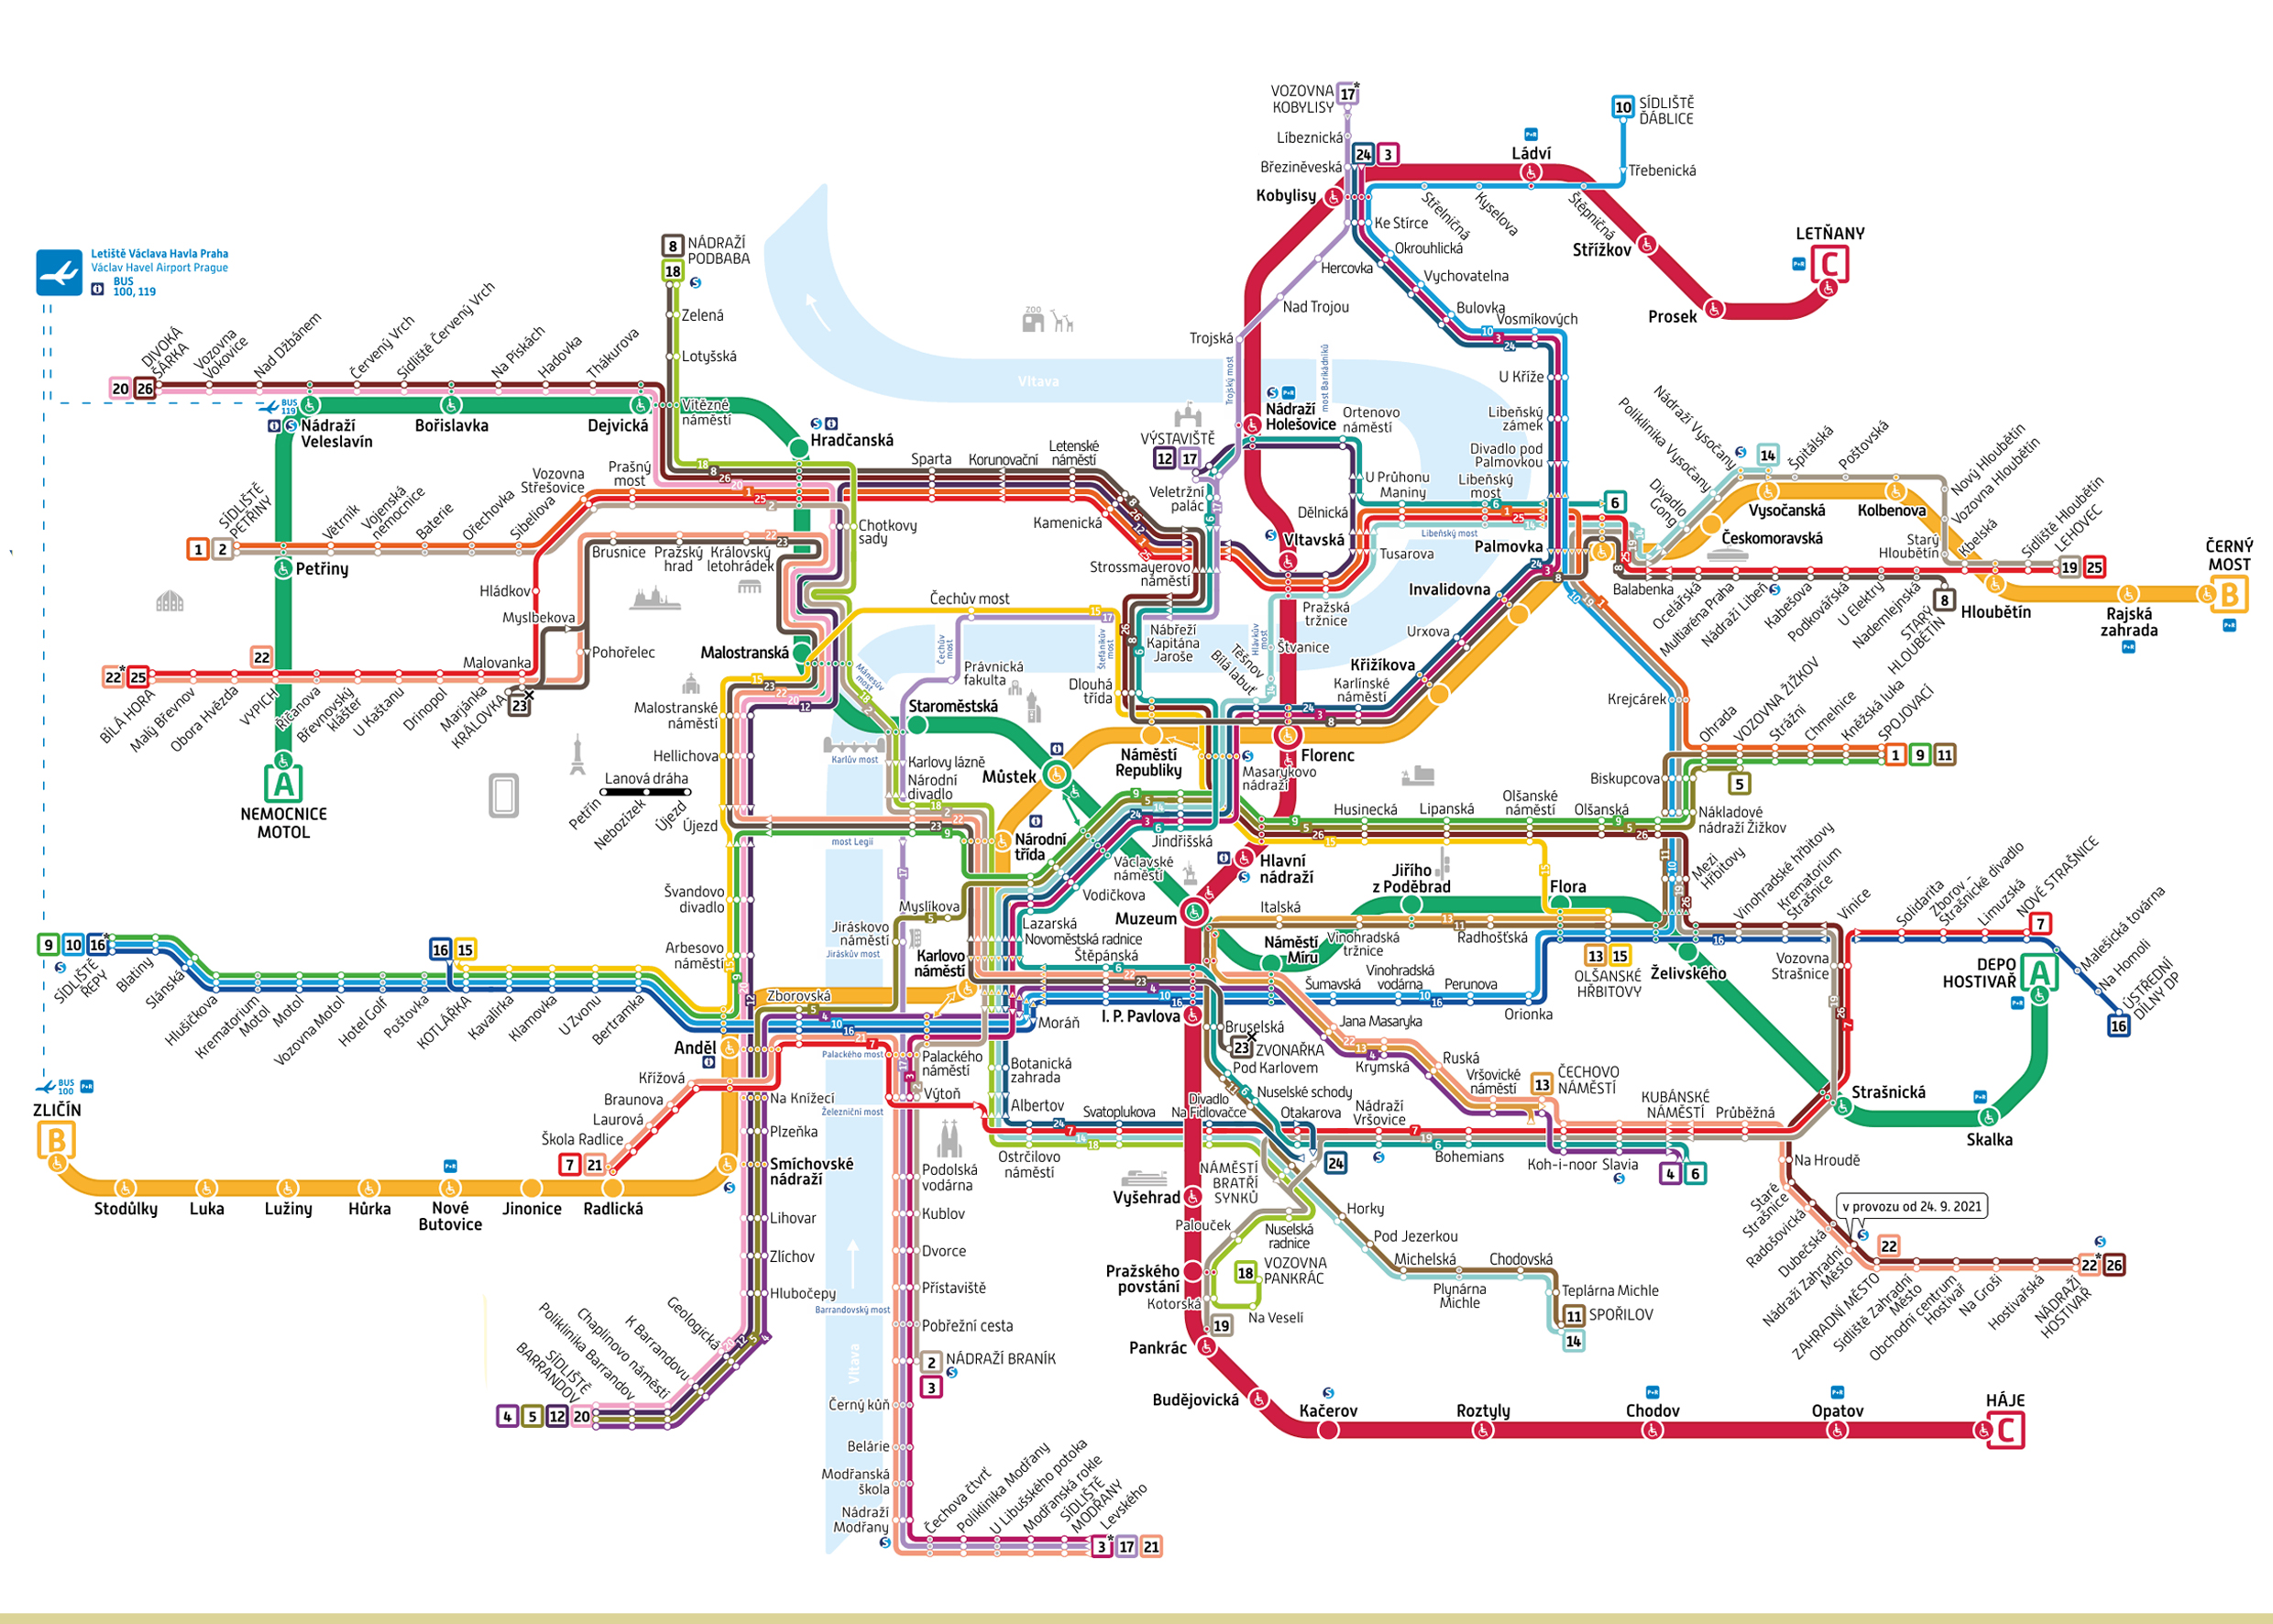 VOZOVNA
KOBYLISY
17*
10
SÍDLIŠTĚ
ĎÁBLICE
Líbeznická
Březiněveská
24
3
Ládví
Třebenická
Kobylisy
Střelničná
Kyselova
Štěpničná
Ke Stírce
Střížkov
LETŇANY
C
Prosek
Okrouhlická
Hercovka
Vychovatelna
Nad Trojou
Bulovka
Vosmíkových
Trojská
U Kříže
Letiště Václava Havla Praha
Václav Havel Airport Prague
BUS
100, 119
8
NÁDRAŽÍ
PODBABA
18
Zelená
Lotyšská
20
26
DIVOKÁ
ŠÁRKA
Vozovna
Vokovice
Nad Džbánem
Červený Vrch
Sídliště Červený Vrch
Na Pískách
Hadovka
Thákurova
Vítězné
náměstí
BUS
119
Nádraží
Veleslavín
Bořislavka
Dejvická
Hradčanská
ZOO
Vltava
Trojský most
most Barikádníků
Nádraží
Holešovice
Ortenovo
náměstí
VÝSTAVIŠTĚ
12
17
Libeňský
zámek
Divadlo pod
Palmovkou
Poliklinika Vysočany
Nádraží Vysočany
14
Špitálská
Poštovská
Nový Hloubětín
Vozovna Hloubětín
Divadlo
Gong
Vysočanská
Kolbenova
Starý
Hloubětín
Kbelská
Sídliště Hloubětín
LEHOVEC
19
25
ČERNÝ
MOST
B
Rajská
zahrada
Hloubětín
Českomoravská
Sparta
Korunovační
Letenské
náměstí
Kamenická
Veletržní
palác
U Průhonu
Maniny
Libeňský
most
6
Dělnická
Vltavská
Tusarova
Libeňský most
Palmovka
Strossmayerovo
náměstí
Pražská
tržnice
Invalidovna
Balabenka
Ocelářská
Multiaréna Praha
Nádraží Libeň
Kabešova
Podkovářská
U Elektry
Nademlejnská
STARÝ
HLOUBĚTÍN
8
SÍDLIŠTĚ
PETŘINY
1
2
Větrník
Vojenská
nemocnice
Baterie
Ořechovka
Sibeliova
Vozovna
Střešovice
Prašný
most
Petřiny
Brusnice
Pražský
hrad
Královský
letohrádek
Chotkovy
sady
Hládkov
Myslbekova
Pohořelec
Malovanka
22
22*
25
BÍLÁ HORA
Malý Břevnov
Obora Hvězda
VYPICH
Říčanova
Břevnovský
klášter
U Kaštanu
Drinopol
Marjánka
KRÁLOVKA
23
A
NEMOCNICE
MOTOL
Malostranská
Mánesův
most
Čechův most
Čechův
most
Štefánikův
most
Hlávkův
most
Nábřeží
Kapitána
Jaroše
Těšnov
Bílá labuť
Štvanice
Urxova
Křižíkova
Karlínské
náměstí
Právnická
fakulta
Dlouhá
třída
Staroměstská
Malostranské
náměstí
Hellichova
Lanová dráha
Petřín
Nebozízek
Újezd
Újezd
Karlův most
Karlovy lázně
Národní
divadlo
Můstek
Náměstí
Republiky
Masarykovo
nádraží
Florenc
Krejcárek
Biskupcova
Ohrada
VOZOVNA ŽIŽKOV
Strážní
Chmelnice
Kněžská luka
SPOJOVACÍ
1
9
11
5
Nákladové
nádraží Žižkov
Husinecká
Lipanská
Olšanské
náměstí
Olšanská
most Legií
Národní
třída
Jindřišská
Václavské
náměstí
Vodičkova
Hlavní
nádraží
Muzeum
Jiřího
z Poděbrad
Flora
Italská
Vinohradská
tržnice
Radhošťská
Mezi
Hřbitovy
Vinohradské hřbitovy
Krematorium
Strašnice
Vinice
Solidarita
Zborov -
Strašnické divadlo
Limuzská
NOVÉ STRAŠNICE
7
Malešická továrna
Na Homoli
ÚSTŘEDNÍ
DÍLNY DP
16
DEPO
HOSTIVAŘ
A
Švandovo
divadlo
Arbesovo
náměstí
Myslíkova
Jiráskovo
náměstí
Jiráskův most
Karlovo
náměstí
Lazarská
Novoměstská radnice
Štěpánská
Náměstí
Míru
Šumavská
Vinohradská
vodárna
Perunova
Orionka
13
15
OLŠANSKÉ
HŘBITOVY
Želivského
Vozovna
Strašnice
9
10
16*
SÍDLIŠTĚ
ŘEPY
Blatiny
Slánská
Hlušičkova
Krematorium
Motol
Motol
Vozovna Motol
Hotel Golf
Poštovka
16
15
KOTLÁŘKA
Kavalírka
Klamovka
U Zvonu
Bertramka
Zborovská
Anděl
Moráň
I. P. Pavlova
Bruselská
23
ZVONAŘKA
Pod Karlovem
Jana Masaryka
Krymská
Ruská
Vršovické
náměstí
13
ČECHOVO
NÁMĚSTÍ
Nuselské schody
Palackého most
Palackého
náměstí
Výtoň
Botanická
zahrada
Albertov
Křížová
Braunova
Laurová
Škola Radlice
7
21
Na Knížecí
Plzeňka
Smíchovské
nádraží
Železniční most
Svatoplukova
Divadlo
Na Fidlovačce
Otakarova
Nádraží
Vršovice
KUBÁNSKÉ
NÁMĚSTÍ
Průběžná
Strašnická
Skalka
Bohemians
Koh-i-noor
Slavia
4
6
24
Na Hroudě
BUS
100
ZLIČÍN
B
Stodůlky
Luka
Lužiny
Hůrka
Nové
Butovice
Jinonice
Radlická
Lihovar
Zlíchov
Hlubočepy
Geologická
K Barrandovu
Chaplinovo náměstí
Poliklinika Barrandov
SÍDLIŠTĚ
BARRANDOV
4
5
12
20
Ostrčilovo
náměstí
Podolská
vodárna
Kublov
Dvorce
Přístaviště
Barrandovský most
Pobřežní cesta
Vltava
2
NÁDRAŽÍ BRANÍK
3
Černý kůň
Belárie
Modřanská
škola
Nádraží
Modřany
Čechova čtvrť
Poliklinika Modřany
U Libušského potoka
Modřanská rokle
SÍDLIŠTĚ
MODŘANY
Levského
3*
17
21
Vyšehrad
NÁMĚSTÍ
BRATŘÍ
SYNKŮ
Palouček
Nuselská
radnice
Horky
Pod Jezerkou
Michelská
Chodovská
Plynárna
Michle
Teplárna Michle
11
SPOŘILOV
14
Pražského
povstání
18
VOZOVNA
PANKRÁC
Kotorská
Na Veselí
19
Pankrác
Budějovická
Kačerov
Roztyly
Chodov
Opatov
HÁJE
C
Staré
Strašnice
Radošovická
Dubečská
Nádraží Zahradní
Město
v provozu od 24. 9. 2021
22
ZAHRADNÍ MĚSTO
Sídliště Zahradní
Město
Obchodní centrum
Hostivař
Na Groši
Hostivařská
NÁDRAŽÍ
HOSTIVAŘ
22*
26